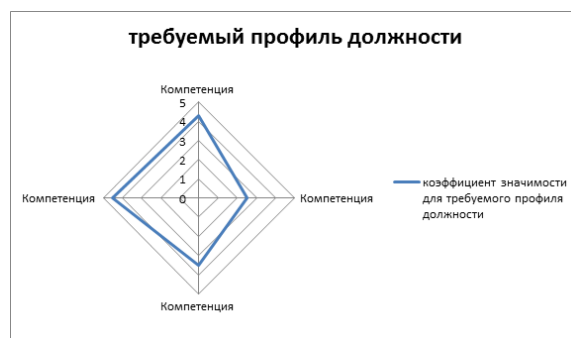 требуемый профиль должности
Компетенция
5
4
3
2
1
0
Компетенция
Компетенция
Компетенция
коэффициент значимости
для требуемого профиля
должности